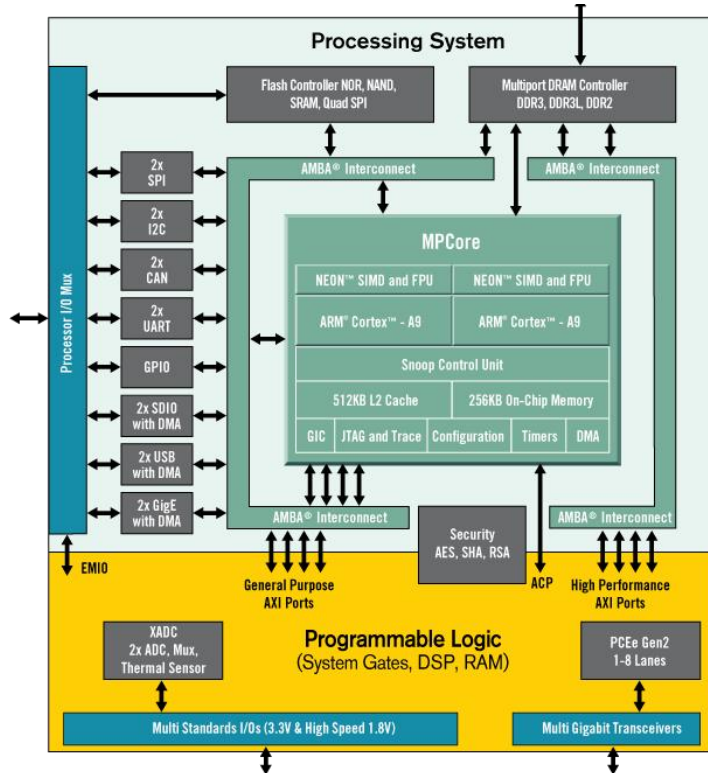 Processing System
Flash Controller NOR, NAND,
SRAM, Quad SPI
Multiport DRAM Controller
DDR3, DDR3L, DDR2
Processor I/O Mux
2x
SPI
2x
I2C
2x
CAN
2x
UART
GPIO
2x SDIO
with DMA
2x USB
with DMA
2x GigE
with DMA
AMBA® Interconnect
AMBA® Interconnect
MPCore
NEON™ SIMD and FPU
NEON™ SIMD and FPU
ARM® Cortex™ - A9
ARM® Cortex™ - A9
Snoop Control Unit
512KB L2 Cache
256KB On-Chip Memory
GIC
JTAG and Trace
Configuration
Timers
DMA
AMBA® Interconnect
AMBA® Interconnect
Security
AES, SHA, RSA
EMIO
General Purpose
AXI Ports
ACP
High Performance
AXI Ports
XADC
2x ADC, Mux,
Thermal Sensor
Programmable Logic
(System Gates, DSP, RAM)
PCEe Gen2
1-8 Lanes
Multi Standards I/Os (3.3V & High Speed 1.8V)
Multi Gigabit Transceivers